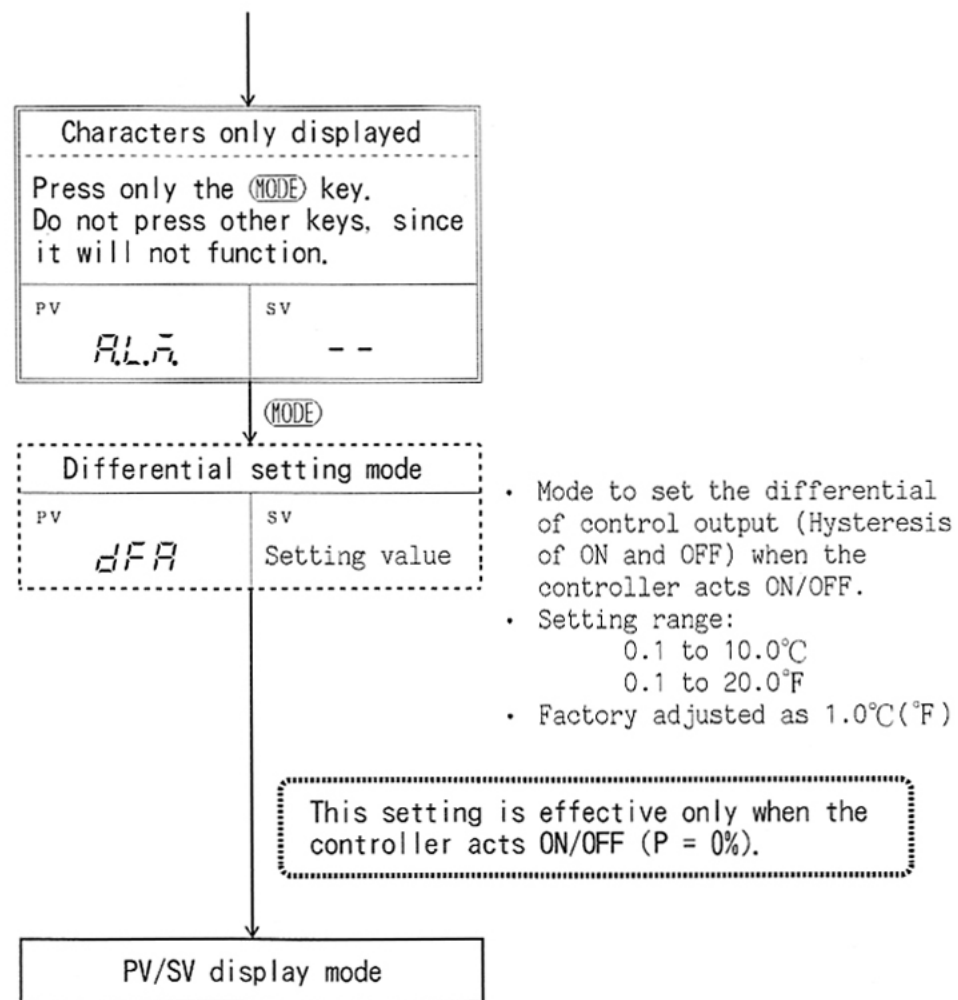 Characters only displayed
Press only the MODE key.
Do not press other keys, since
it will not function.
PV
SV
A.L.M.
--
MODE
Differential setting mode
PV
SV
dFA
Setting value
・ Mode to set the differential
of control output (Hysteresis
of ON and OFF) when the
controller acts ON/OFF.
・ Setting range:
0.1 to 10.0℃
0.1 to 20.0°F
・ Factory adjusted as 1.0℃(°F)
This setting is effective only when the
controller acts ON/OFF (P = 0%).
PV/SV display mode